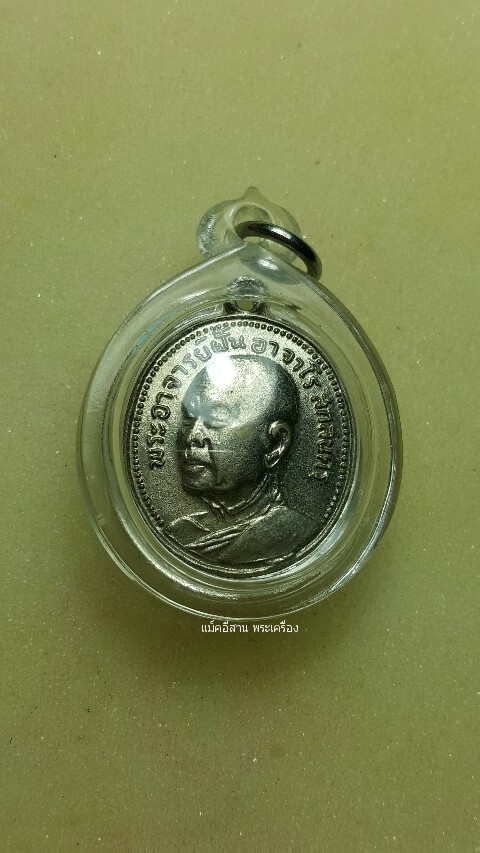 พระอาจารย์ฝั้น อาจาโร สกลนคร
แม็คอีสาน พระเครื่อง